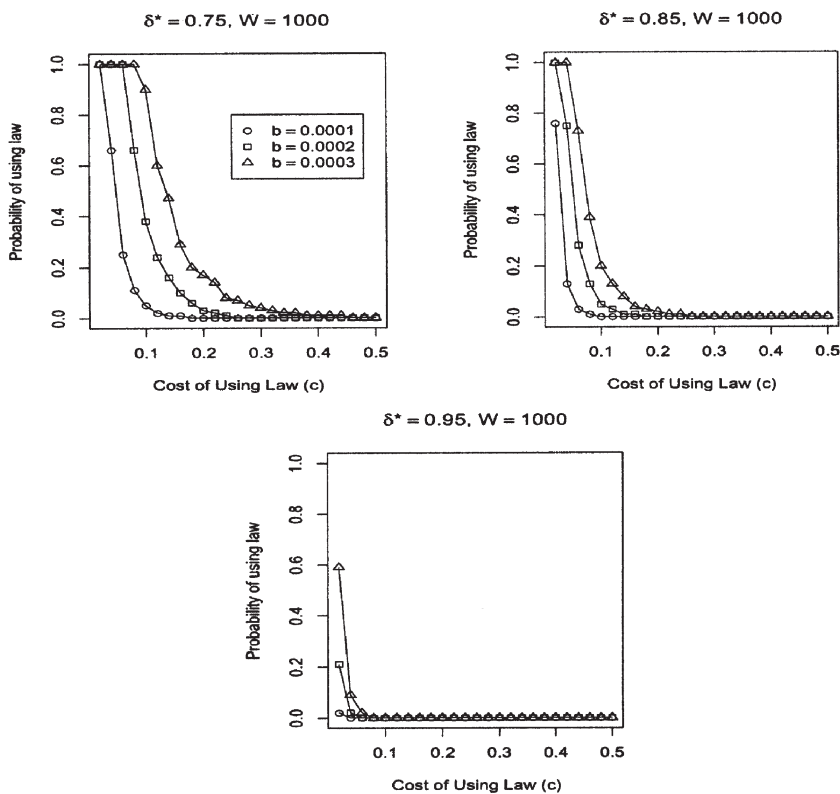 δ* = 0.75, W = 1000
Probability of using law
1.0
0.8
0.6
0.4
0.2
0.0
b = 0.0001
b = 0.0002
b = 0.0003
0.1 0.2 0.3 0.4 0.5
Cost of Using Law (c)
δ* = 0.85, W = 1000
Probability of using law
1.0
0.8
0.6
0.4
0.2
0.0
0.1 0.2 0.3 0.4 0.5
Cost of Using Law (c)
δ* = 0.95, W = 1000
Probability of using law
1.0
0.8
0.6
0.4
0.2
0.0
0.1 0.2 0.3 0.4 0.5
Cost of Using Law (c)